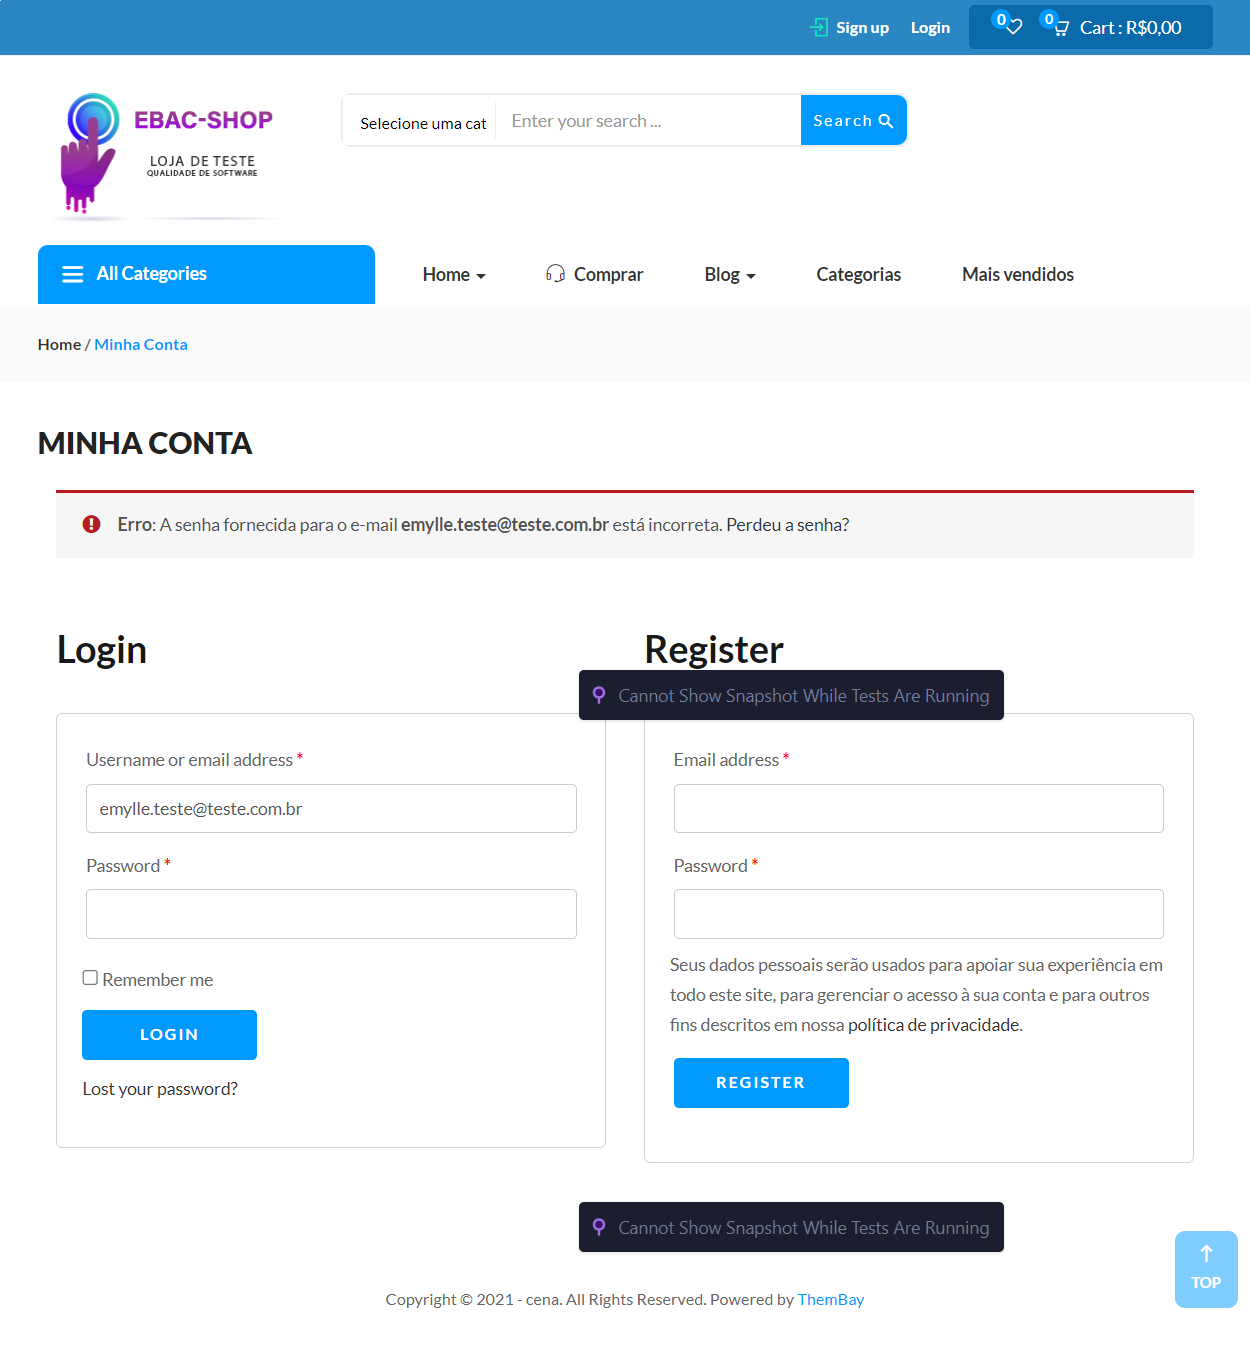 Sign up
Login
0
0
Cart : R$0,00
EBAC-SHOP
LOJA DE TESTE
QUALIDADE DE SOFTWARE
Selecione uma cat
Enter your search ...
Search
All Categories
Home
Comprar
Blog
Categorias
Mais vendidos
Home / Minha Conta
MINHA CONTA
Erro: A senha fornecida para o e-mail emylle.teste@teste.com.br está incorreta. Perdeu a senha?
Login
Username or email address *
emylle.teste@teste.com.br
Password *
Remember me
LOGIN
Lost your password?
Register
Cannot Show Snapshot While Tests Are Running
Email address *
Password *
Seus dados pessoais serão usados para apoiar sua experiência em
todo este site, para gerenciar o acesso à sua conta e para outros
fins descritos em nossa política de privacidade.
REGISTER
Cannot Show Snapshot While Tests Are Running
TOP
Copyright © 2021 - cena. All Rights Reserved. Powered by ThemBay